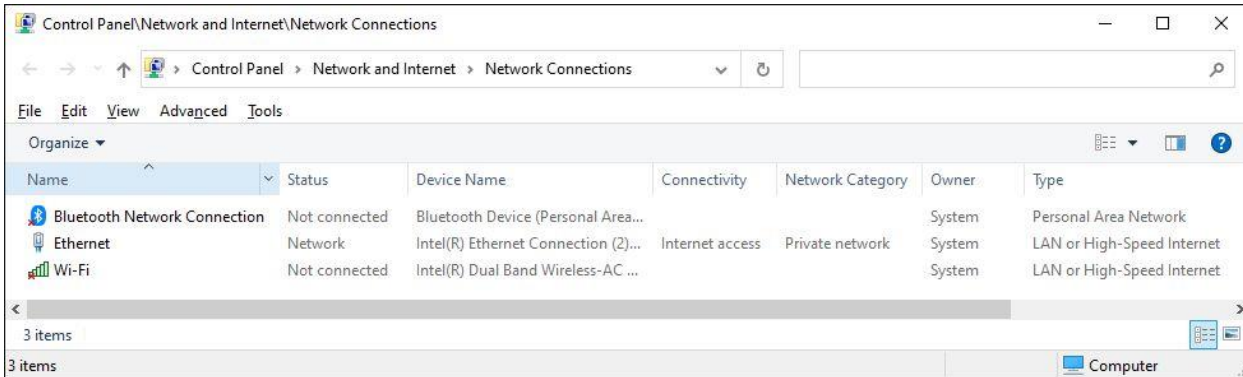 Control Panel\Network and Internet\Network Connections
Control Panel > Network and Internet > Network Connections
File Edit View Advanced Tools
Organize
Name Status Device Name Connectivity Network Category Owner Type
Bluetooth Network Connection Not connected Bluetooth Device (Personal Area... System Personal Area Network
Ethernet Network Intel(R) Ethernet Connection (2)... Internet access Private network System LAN or High-Speed Internet
Wi-Fi Not connected Intel(R) Dual Band Wireless-AC ... System LAN or High-Speed Internet
3 items
3 items Computer